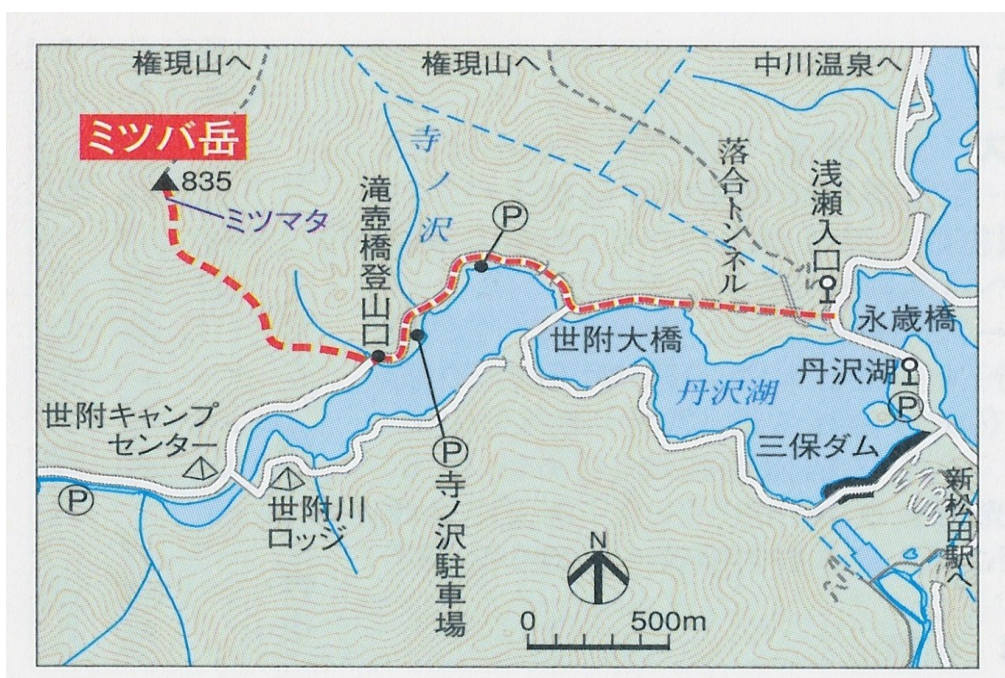 権現山へ
権現山へ
中川温泉へ
ミツバ岳
835
ミツマタ
寺ノ沢
滝壺橋登山口
P
落合トンネル
浅瀬入口
永歳橋
世附大橋
丹沢湖
丹沢湖
P
三保ダム
世附キャンプ
センター
P
世附川
ロッジ
P
寺ノ沢駐車場
新松田駅へ
N
0 500m